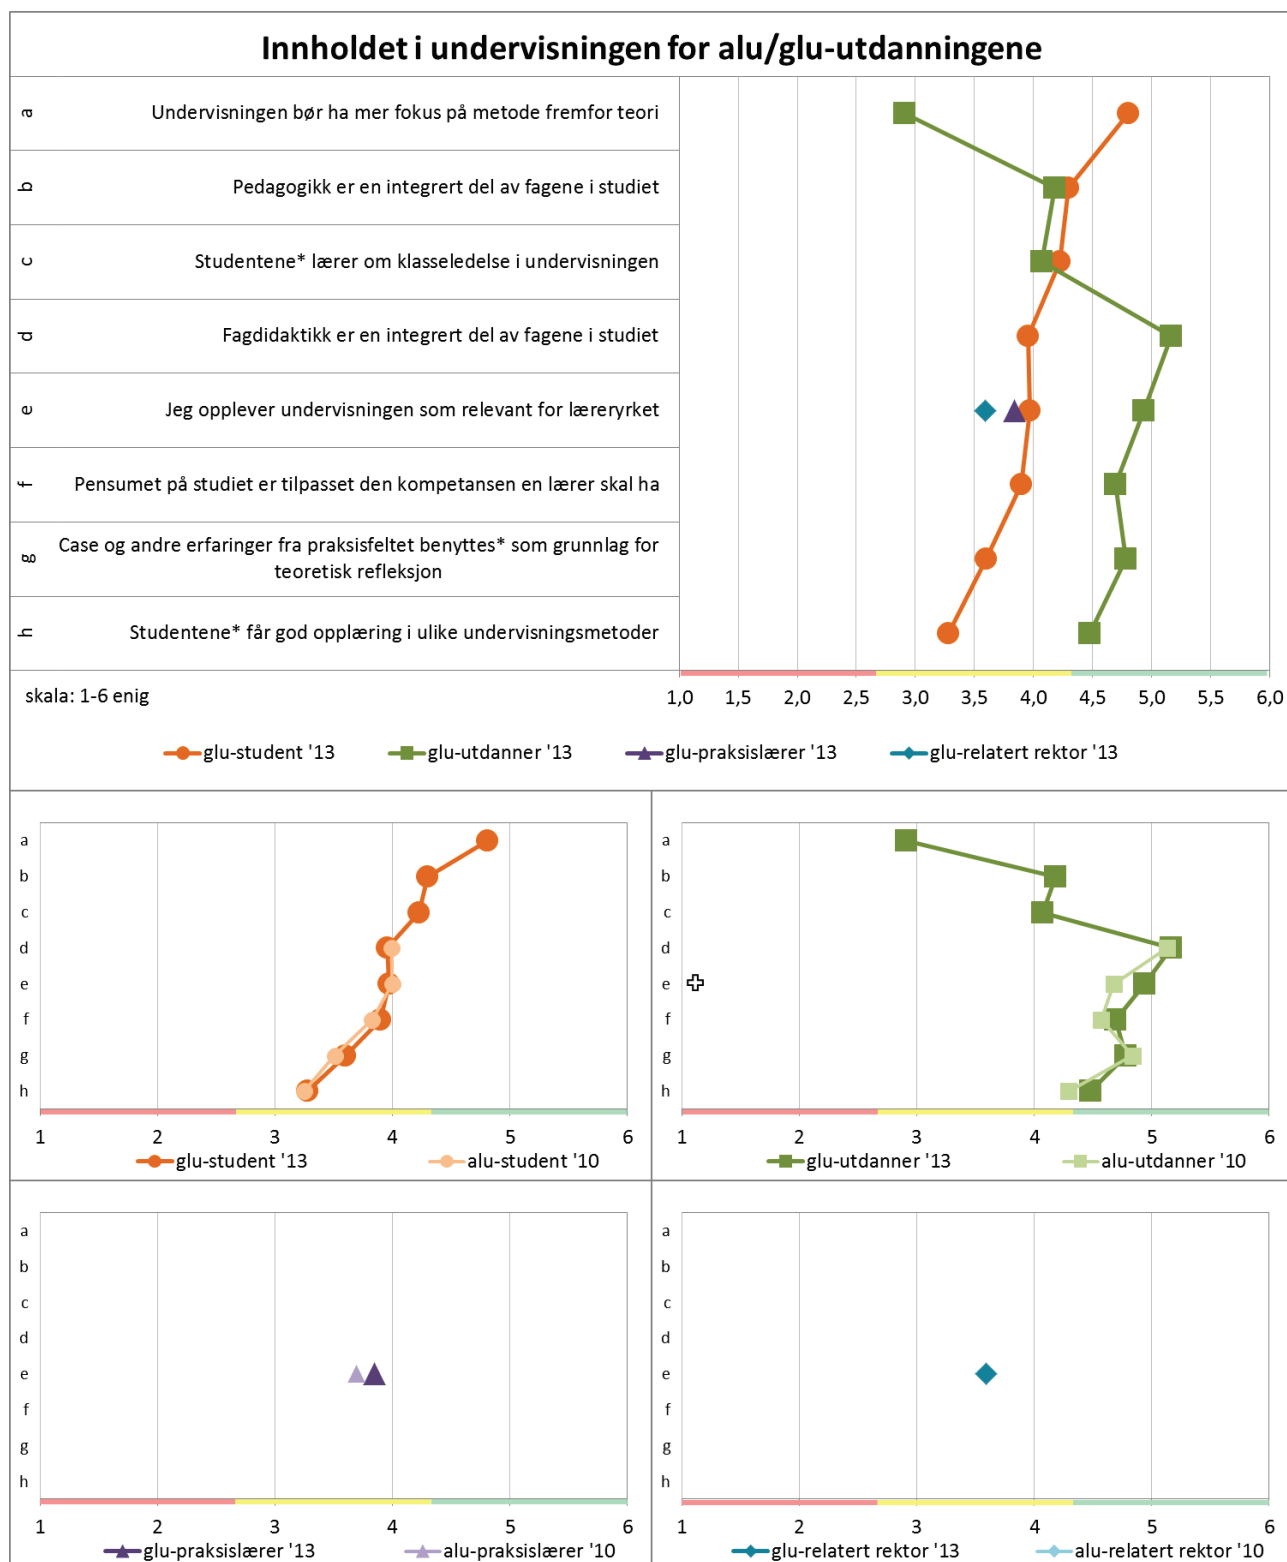 Innholdet i undervisningen for alu/glu-utdanningene
a Undervisningen bør ha mer fokus på metode fremfor teori
b Pedagogikk er en integrert del av fagene i studiet
c Studentene* lærer om klasseledelse i undervisningen
d Fagdidaktikk er en integrert del av fagene i studiet
e Jeg opplever undervisningen som relevant for læreryrket
f Pensumet på studiet er tilpasset den kompetansen en lærer skal ha
g Case og andre erfaringer fra praksisfeltet benyttes* som grunnlag for
teoretisk refleksjon
h Studentene* får god opplæring i ulike undervisningsmetoder
skala: 1-6 enig
1,0 1,5 2,0 2,5 3,0 3,5 4,0 4,5 5,0 5,5 6,0
glu-student '13 glu-utdanner '13 glu-praksislærer '13 glu-relatert rektor '13
a
b
c
d
e
f
g
h
1 2 3 4 5 6
glu-student '13 alu-student '10
a
b
c
d
e
f
g
h
1 2 3 4 5 6
glu-utdanner '13 alu-utdanner '10
a
b
c
d
e
f
g
h
1 2 3 4 5 6
glu-praksislærer '13 alu-praksislærer '10
a
b
c
d
e
f
g
h
1 2 3 4 5 6
glu-relatert rektor '13 alu-relatert rektor '10